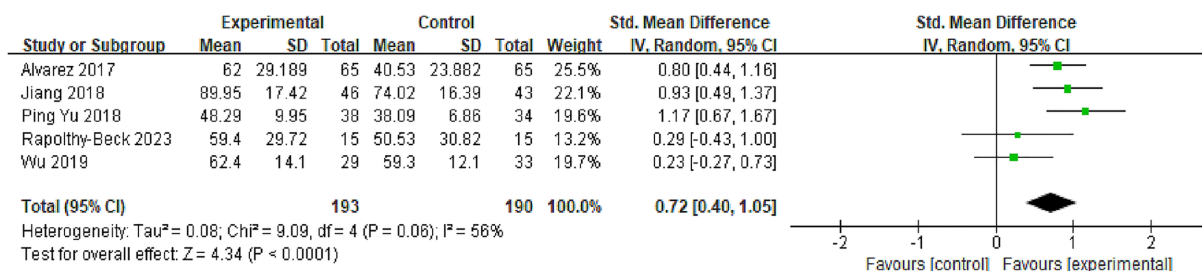 Experimental Control Std. Mean Difference Std. Mean Difference
Study or Subgroup Mean SD Total Mean SD Total Weight IV, Random, 95% CI IV, Random, 95% CI
Alvarez 2017 62 29.189 65 40.53 23.882 65 25.5% 0.80 [0.44, 1.16]
Jiang 2018 89.95 17.42 46 74.02 16.39 43 22.1% 0.93 [0.49, 1.37]
Ping Yu 2018 48.29 9.95 38 38.09 6.86 34 19.6% 1.17 [0.67, 1.67]
Rapolthy-Beck 2023 59.4 29.72 15 50.53 30.82 15 13.2% 0.29 [-0.43, 1.00]
Wu 2019 62.4 14.1 29 59.3 12.1 33 19.7% 0.23 [-0.27, 0.73]
Total (95% CI) 193 190 100.0% 0.72 [0.40, 1.05]
Heterogeneity: Tau² = 0.08; Chi² = 9.09, df = 4 (P = 0.06); I² = 56%
Test for overall effect: Z = 4.34 (P < 0.0001)
-2 -1 0 1 2
Favours [control] Favours [experimental]